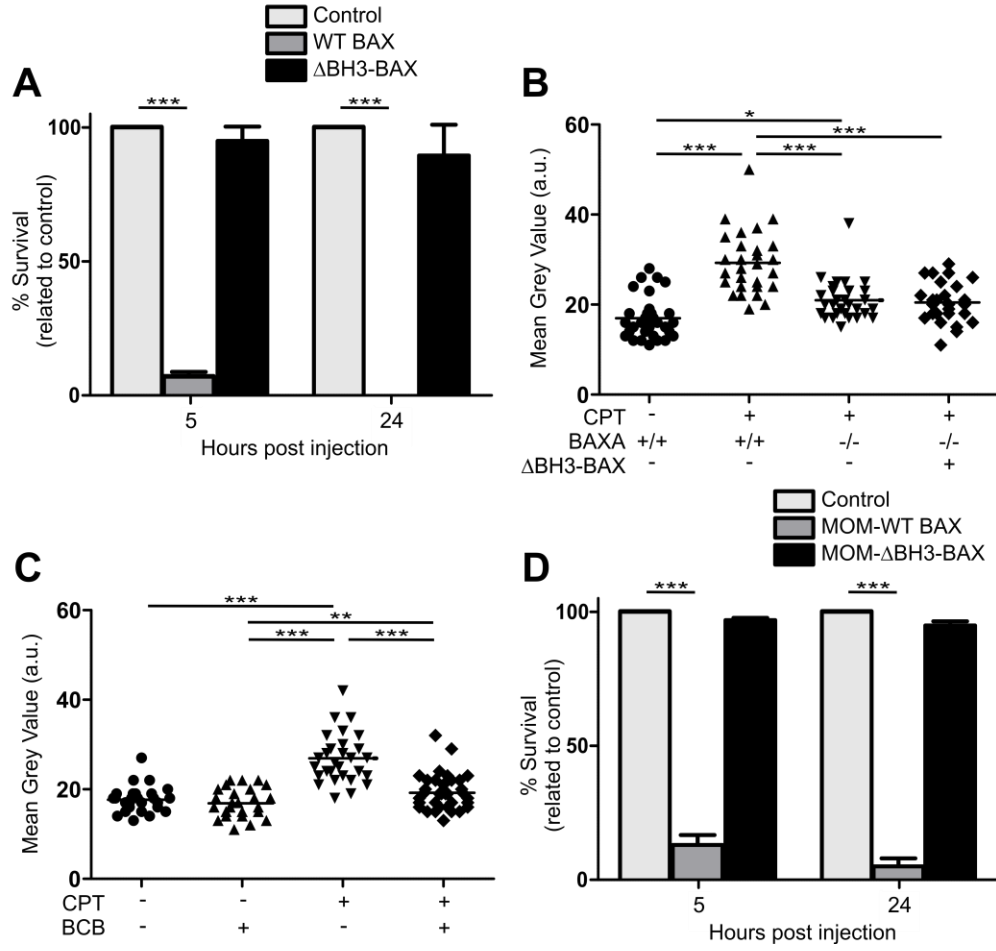 Control
WT BAX
ΔBH3-BAX
A
***
***
100
50
0
% Survival
(related to control)
5
24
Hours post injection
B
*
***
***
***
60
40
20
0
Mean Grey Value (a.u.)
CPT - + + +
BAXA +/+ +/+ -/- -/-
ΔBH3-BAX - - - +
C
***
**
***
***
60
40
20
0
Mean Grey Value (a.u.)
CPT - - + +
BCB - + - +
Control
MOM-WT BAX
MOM-ΔBH3-BAX
D
***
***
100
50
0
% Survival
(related to control)
5
24
Hours post injection